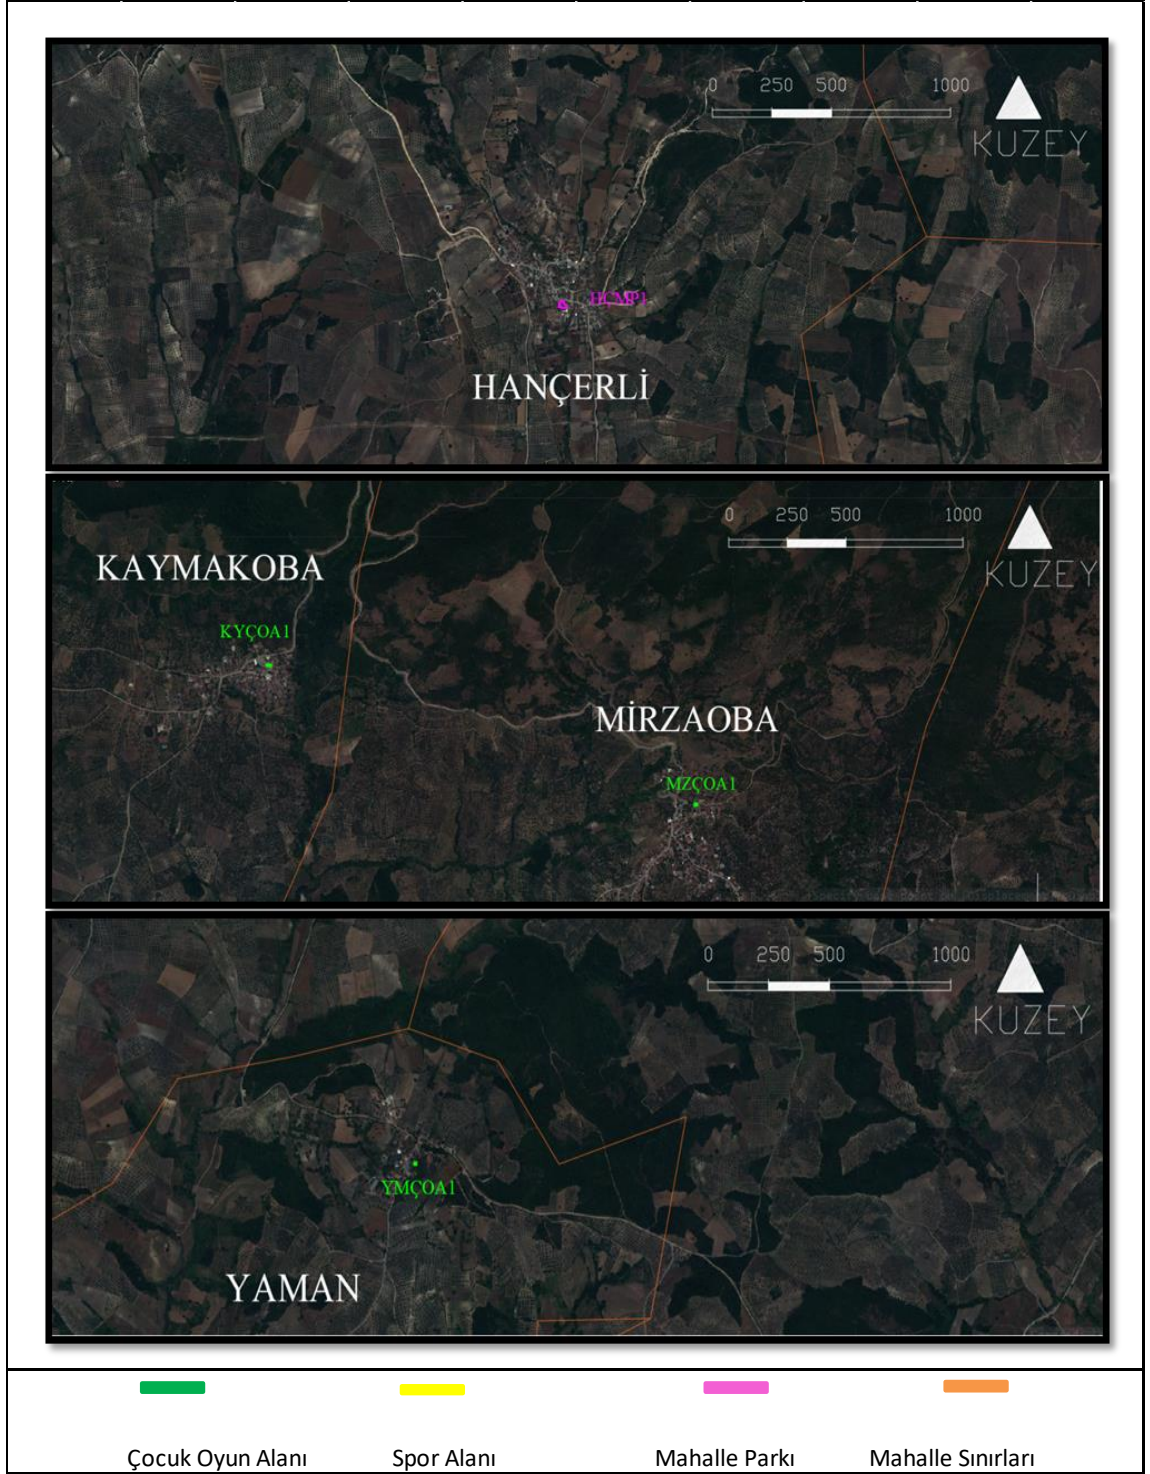 0 250 500 1000
KUZEY
HCMP1
HANÇERLİ
0 250 500 1000
KUZEY
KAYMAKOBA
KYÇOA1
MİRZAOBA
MZÇOA1
0 250 500 1000
KUZEY
YMÇOA1
YAMAN
Çocuk Oyun Alanı Spor Alanı Mahalle Parkı Mahalle Sınırları